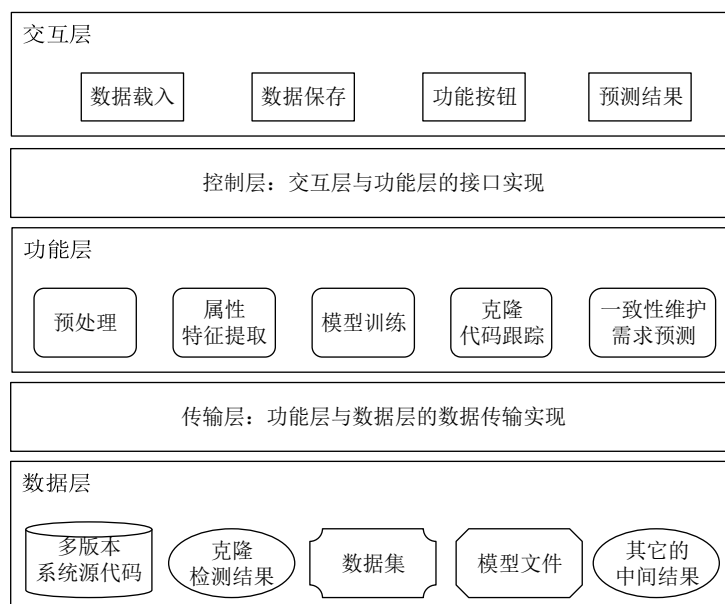 交互层
数据载入
数据保存
功能按钮
预测结果
控制层：交互层与功能层的接口实现
功能层
预处理
属性
特征提取
模型训练
克隆
代码跟踪
一致性维护
需求预测
传输层：功能层与数据层的数据传输实现
数据层
多版本
系统源代码
克隆
检测结果
数据集
模型文件
其它的
中间结果